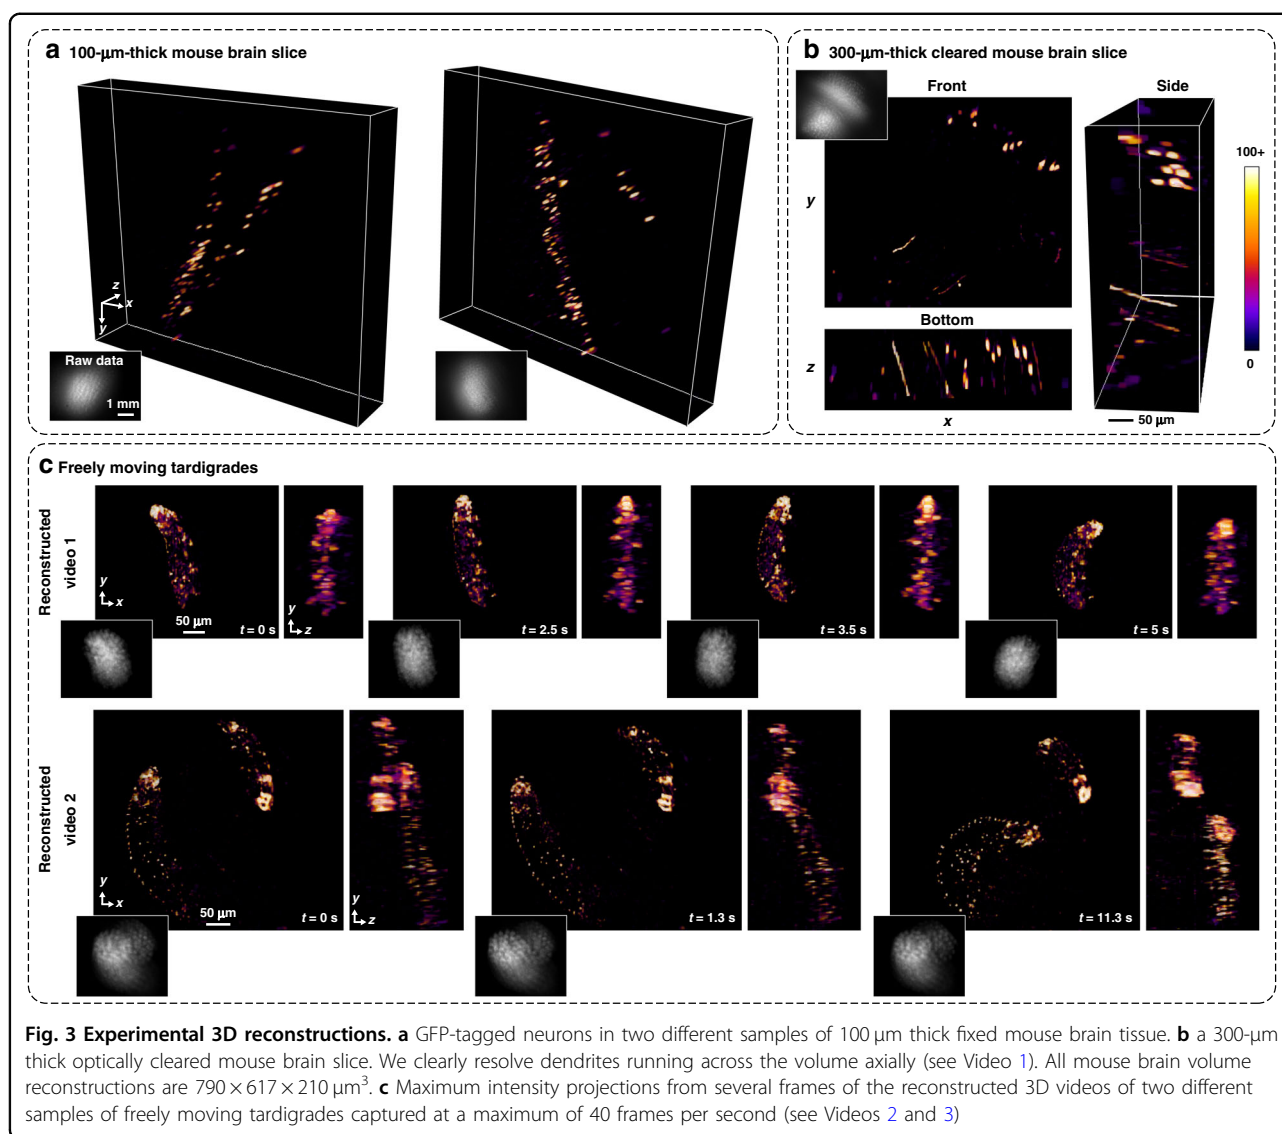 a 100-µm-thick mouse brain slice
z
x
y
Raw data
1 mm
b 300-µm-thick cleared mouse brain slice
Front
Side
y
100+
0
Bottom
z
x
50 µm
c Freely moving tardigrades
Reconstructed
video 1
y
x
50 µm
t = 0 s
y
z
t = 2.5 s
t = 3.5 s
t = 5 s
Reconstructed
video 2
y
x
50 µm
t = 0 s
y
z
t = 1.3 s
t = 11.3 s
Fig. 3 Experimental 3D reconstructions. a GFP-tagged neurons in two different samples of 100 µm thick fixed mouse brain tissue. b a 300-µm
thick optically cleared mouse brain slice. We clearly resolve dendrites running across the volume axially (see Video 1). All mouse brain volume
reconstructions are 790 × 617 × 210 µm³. c Maximum intensity projections from several frames of the reconstructed 3D videos of two different
samples of freely moving tardigrades captured at a maximum of 40 frames per second (see Videos 2 and 3)